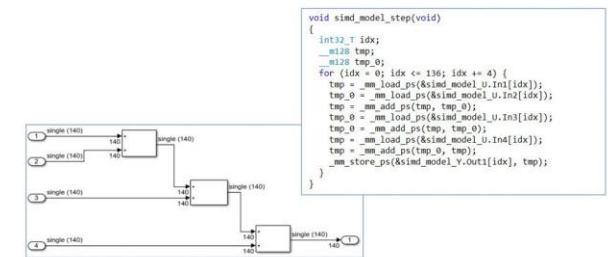 void simd_model_step(void)
{
int32_T idx;
__m128 tmp;
__m128 tmp_0;
for (idx = 0; idx <= 136; idx += 4) {
tmp = _mm_load_ps(&simd_model_U.In1[idx]);
tmp_0 = _mm_load_ps(&simd_model_U.In2[idx]);
tmp = _mm_add_ps(tmp, tmp_0);
tmp_0 = _mm_load_ps(&simd_model_U.In3[idx]);
tmp_0 = _mm_add_ps(tmp, tmp_0);
tmp = _mm_load_ps(&simd_model_U.In4[idx]);
tmp = _mm_add_ps(tmp_0, tmp);
_mm_store_ps(&simd_model_Y.Out1[idx], tmp);
}
}
1 single (140)
140 + single (140)
2 single (140)
140 +
140 + single (140)
3 single (140)
140 +
140 + single (140)
4 single (140)
140 +
140 1